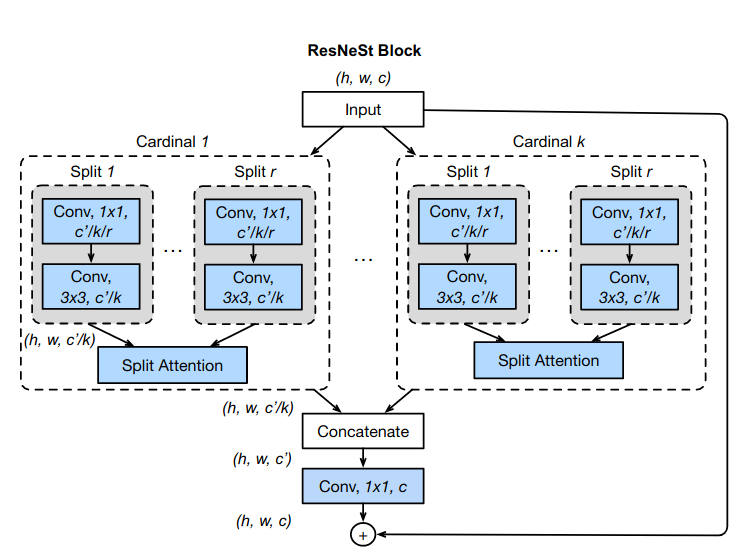 ResNeSt Block
(h, w, c)
Input
Cardinal 1
Cardinal k
Split 1
Split r
Split 1
Split r
Conv, 1x1,
c'/k/r
Conv, 1x1,
c'/k/r
Conv, 1x1,
c'/k/r
Conv, 1x1,
c'/k/r
...
...
...
Conv,
3x3, c'/k
Conv,
3x3, c'/k
Conv,
3x3, c'/k
Conv,
3x3, c'/k
(h, w, c'/k)
Split Attention
Split Attention
(h, w, c'/k)
Concatenate
(h, w, c')
Conv, 1x1, c
(h, w, c)
+